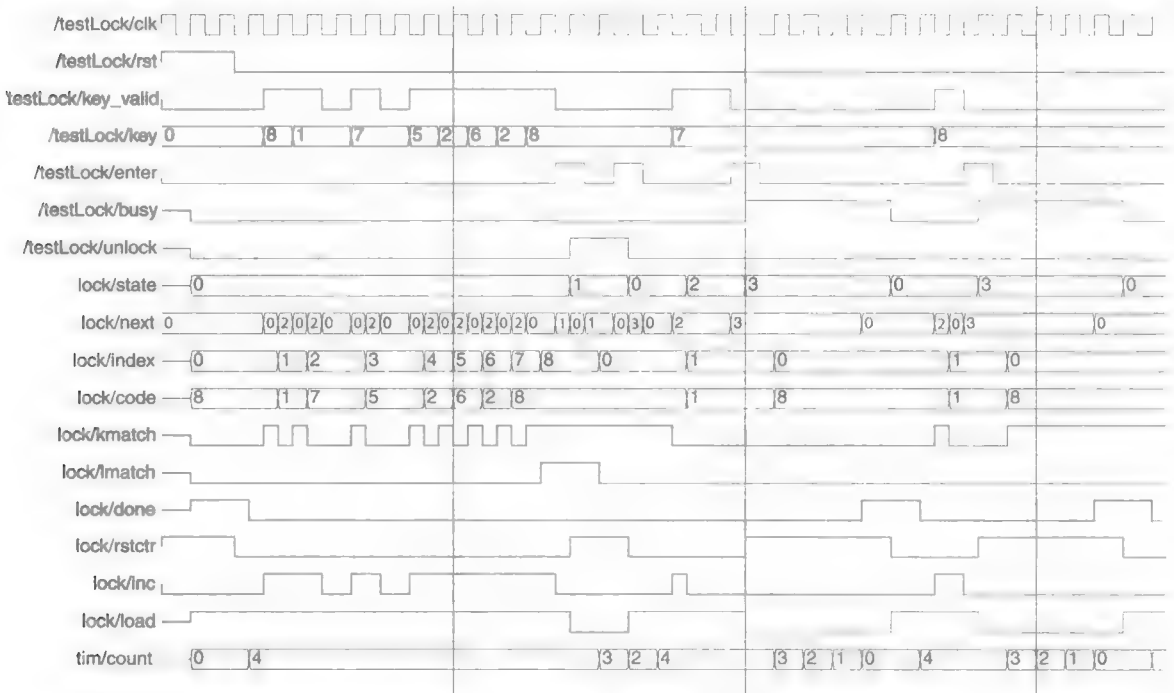 /testLock/clk
/testLock/rst
/testLock/key_valid
/testLock/key 0 8 1 7 5 2 6 2 8 7 8
/testLock/enter
/testLock/busy
/testLock/unlock
lock/state 0 1 0 2 3 0 3 0
lock/next 0 0 2 0 2 0 0 2 0 0 2 0 2 0 2 0 2 0 1 0 1 0 3 0 2 3 0 2 0 3 0
lock/index 0 1 2 3 4 5 6 7 8 0 1 0 1 0
lock/code 8 1 7 5 2 6 2 8 1 8 1 8
lock/kmatch
lock/lmatch
lock/done
lock/rstctr
lock/inc
lock/load
tim/count 0 4 3 2 4 3 2 1 0 4 3 2 1 0